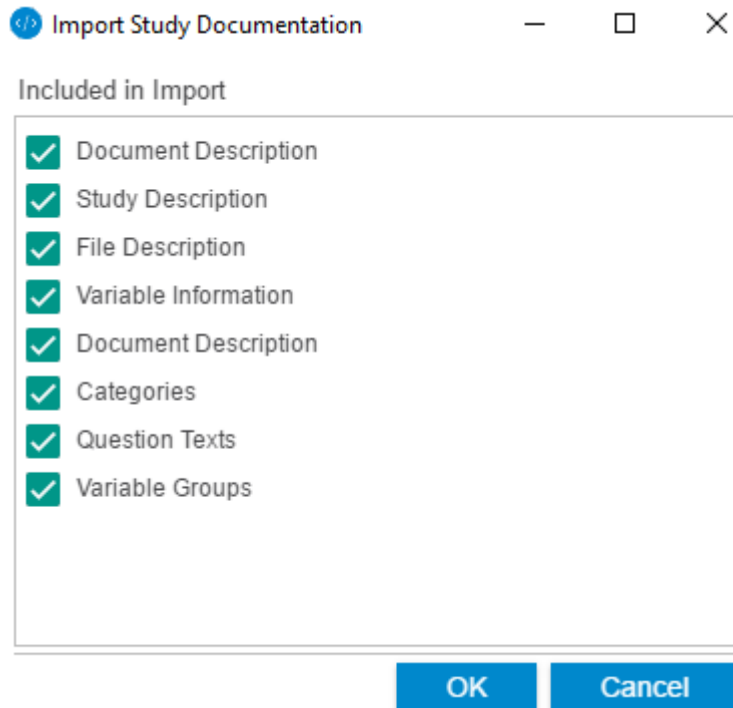 Import Study Documentation
Included in Import
Document Description
Study Description
File Description
Variable Information
Document Description
Categories
Question Texts
Variable Groups
OK Cancel